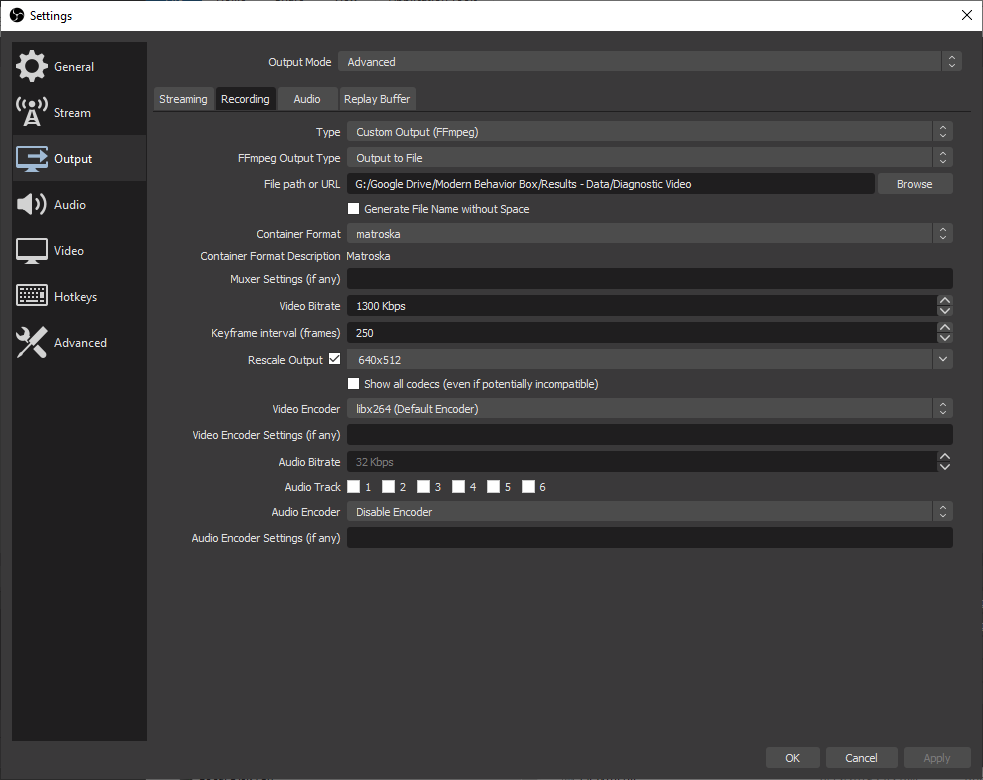 Settings
General
Stream
Output
Audio
Video
Hotkeys
Advanced
Output Mode Advanced
Streaming Recording Audio Replay Buffer
Type Custom Output (FFmpeg)
FFmpeg Output Type Output to File
File path or URL G:/Google Drive/Modern Behavior Box/Results - Data/Diagnostic Video Browse
Generate File Name without Space
Container Format matroska
Container Format Description Matroska
Muxer Settings (if any)
Video Bitrate 1300 Kbps
Keyframe interval (frames) 250
Rescale Output 640x512
Show all codecs (even if potentially incompatible)
Video Encoder libx264 (Default Encoder)
Video Encoder Settings (if any)
Audio Bitrate 32 Kbps
Audio Track 1 2 3 4 5 6
Audio Encoder Disable Encoder
Audio Encoder Settings (if any)
OK Cancel Apply